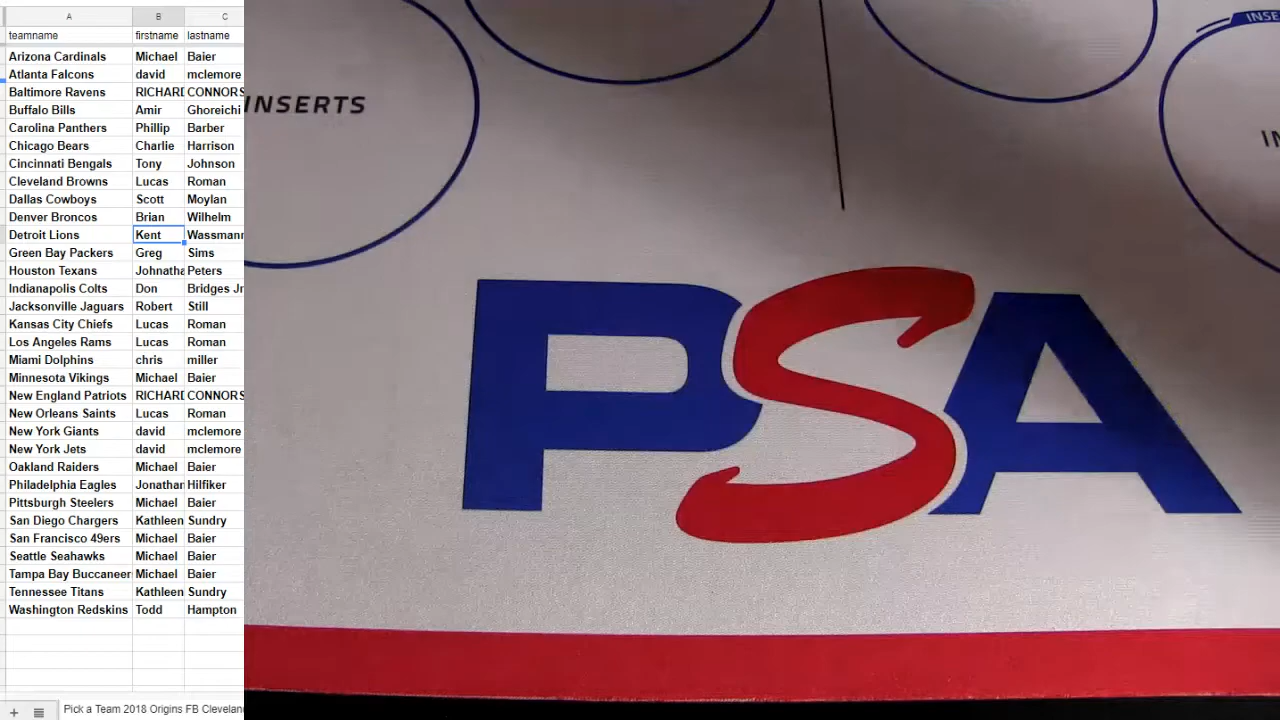 A B C
teamname firstname lastname
Arizona Cardinals Michael Baier
Atlanta Falcons david mclemore
Baltimore Ravens RICHARD CONNORS
Buffalo Bills Amir Ghoreichi
Carolina Panthers Phillip Barber
Chicago Bears Charlie Harrison
Cincinnati Bengals Tony Johnson
Cleveland Browns Lucas Roman
Dallas Cowboys Scott Moylan
Denver Broncos Brian Wilhelm
Detroit Lions Kent Wassmann
Green Bay Packers Greg Sims
Houston Texans Johnatha Peters
Indianapolis Colts Don Bridges Jr
Jacksonville Jaguars Robert Still
Kansas City Chiefs Lucas Roman
Los Angeles Rams Lucas Roman
Miami Dolphins chris miller
Minnesota Vikings Michael Baier
New England Patriots RICHARD CONNORS
New Orleans Saints Lucas Roman
New York Giants david mclemore
New York Jets david mclemore
Oakland Raiders Michael Baier
Philadelphia Eagles Jonathan Hilfiker
Pittsburgh Steelers Michael Baier
San Diego Chargers Kathleen Sundry
San Francisco 49ers Michael Baier
Seattle Seahawks Michael Baier
Tampa Bay Buccaneer Michael Baier
Tennessee Titans Kathleen Sundry
Washington Redskins Todd Hampton
Pick a Team 2018 Origins FB Clevelan
INSERTS
INSE
IN
PSA